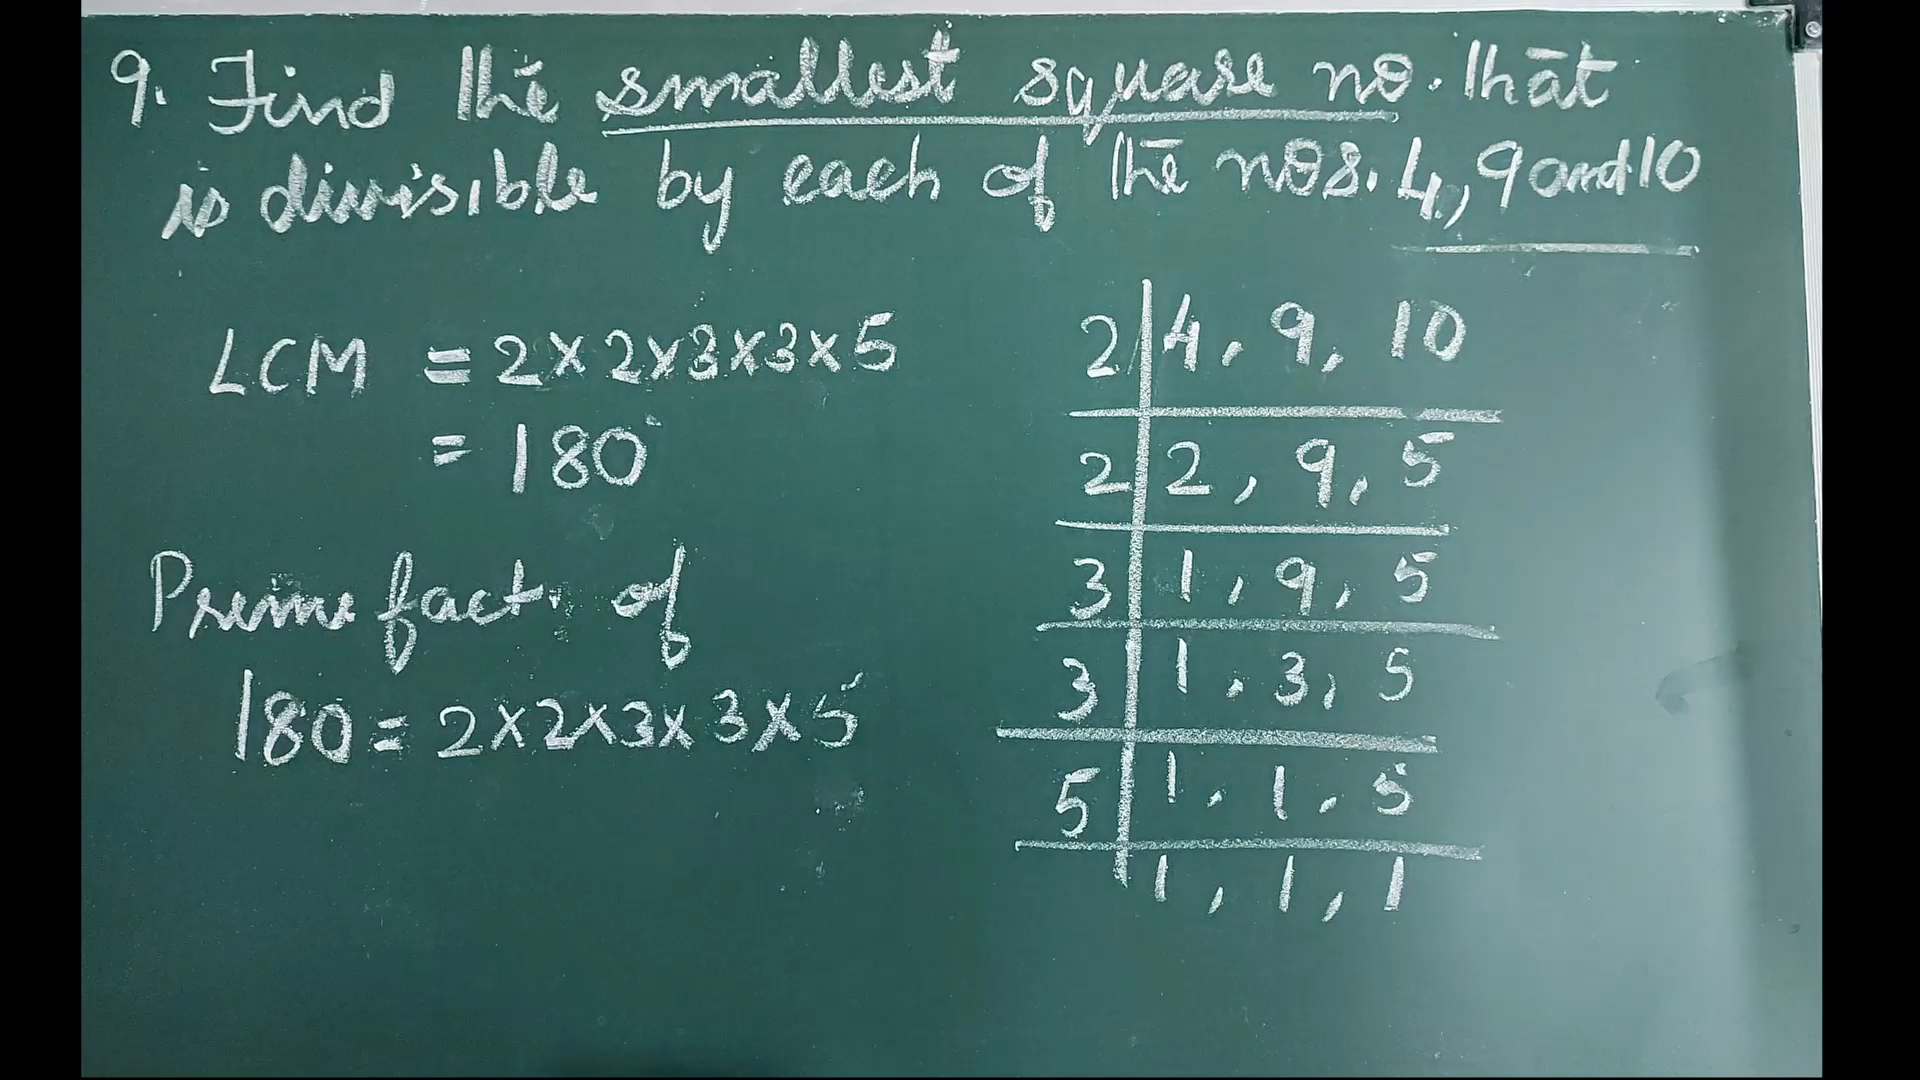 9. Find the smallest square no. that
is divisible by each of the nos. 4, 9 and 10
LCM = 2×2×3×3×5
= 180
Prime fact. of
180 = 2×2×3×3×5
2 | 4, 9, 10
2 | 2, 9, 5
3 | 1, 9, 5
3 | 1, 3, 5
5 | 1, 1, 5
1, 1, 1